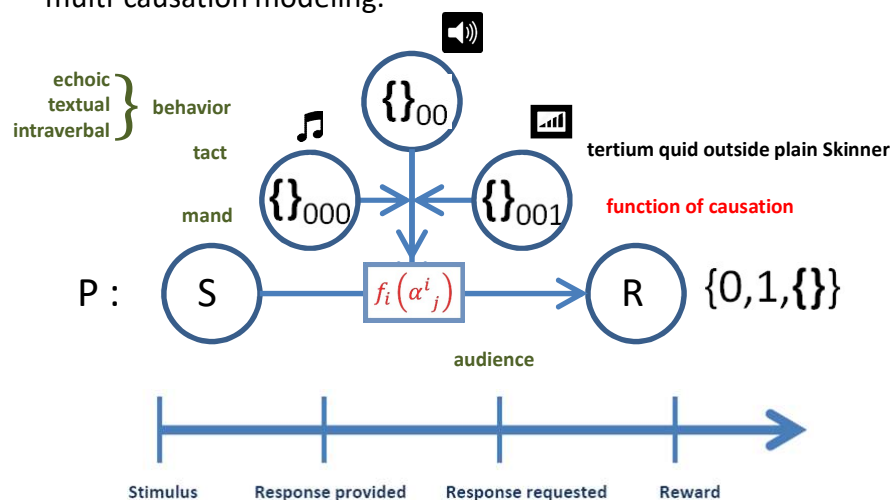 multi-causation modeling:
echoic
textual
intraverbal
behavior
tact
mand
{}00
{}000
{}001
tertium quid outside plain Skinner
function of causation
P :
S
fi(αij)
R
{0,1,{}}
audience
Stimulus
Response provided
Response requested
Reward